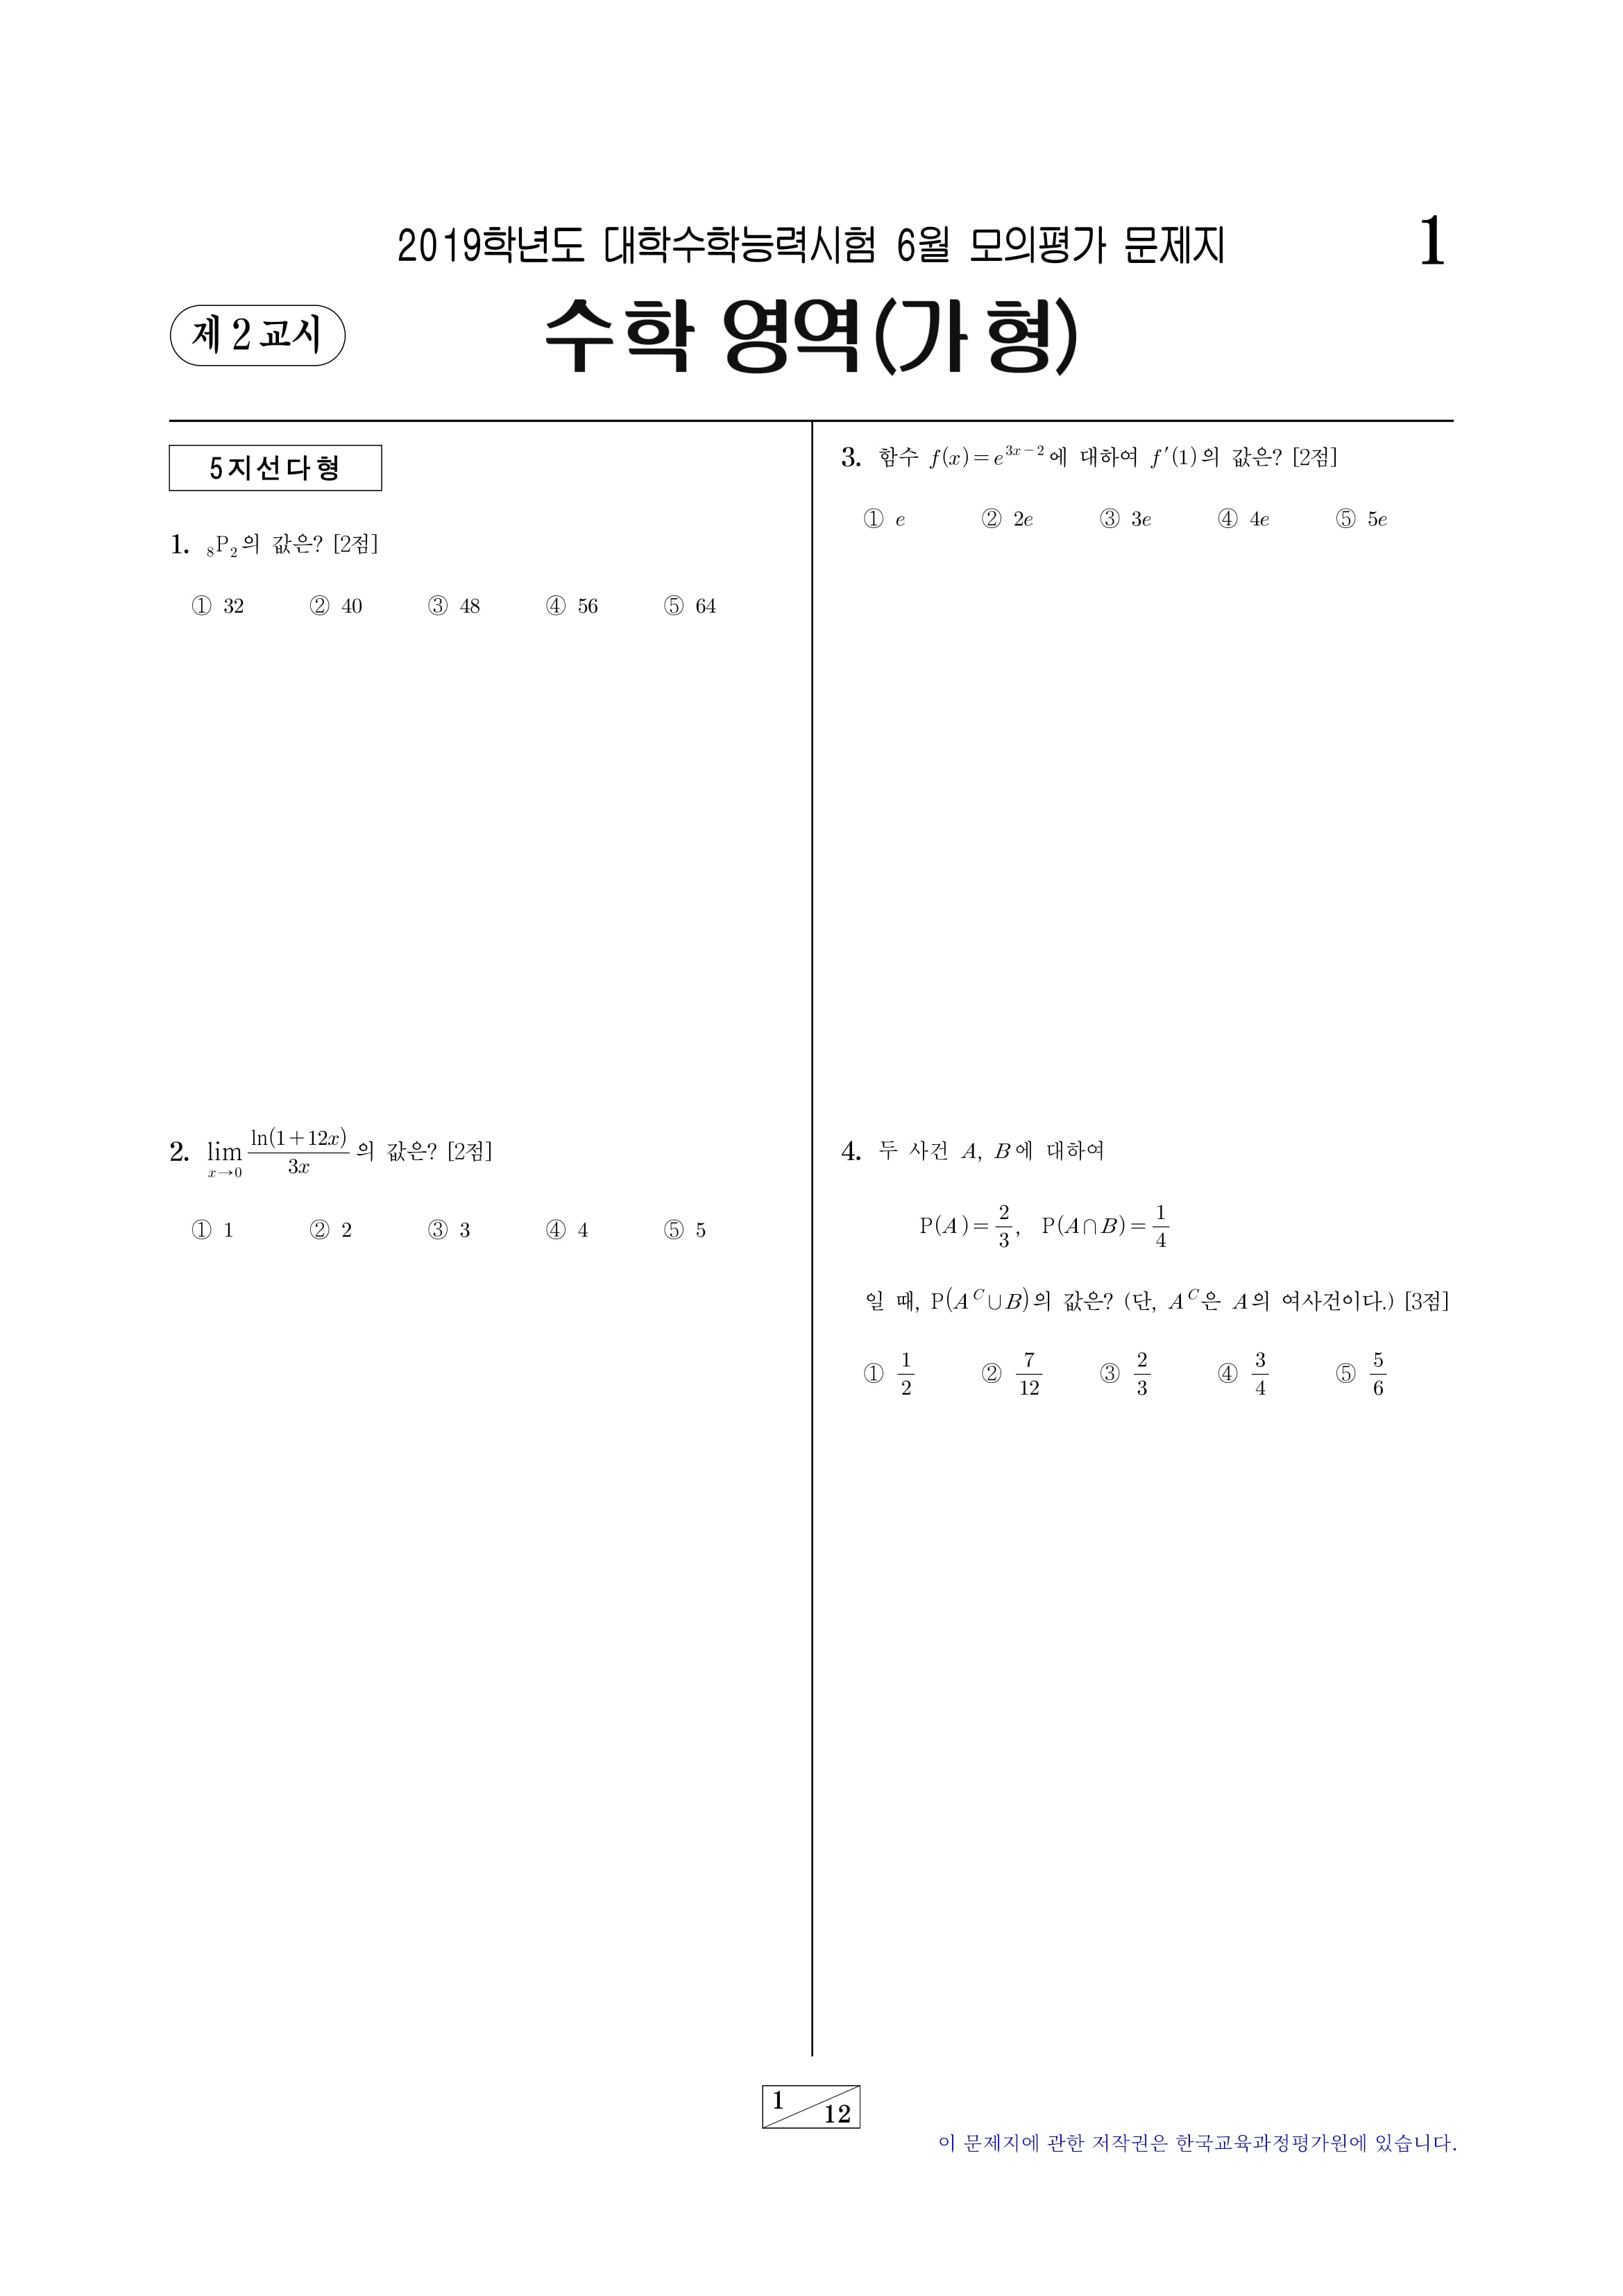 2019학년도 대학수학능력시험 6월 모의평가 문제지
1
제 2 교시
수학 영역(가형)
5지선다형
1. ₈P₂의 값은? [2점]
① 32 ② 40 ③ 48 ④ 56 ⑤ 64
2. lim_{x→0} \frac{ln(1+12x)}{3x} 의 값은? [2점]
① 1 ② 2 ③ 3 ④ 4 ⑤ 5
3. 함수 f(x)=e^{3x-2}에 대하여 f′(1)의 값은? [2점]
① e ② 2e ③ 3e ④ 4e ⑤ 5e
4. 두 사건 A, B에 대하여
P(A)=\frac{2}{3}, P(A∩B)=\frac{1}{4}
일 때, P(A^C∪B)의 값은? (단, A^C은 A의 여사건이다.) [3점]
① \frac{1}{2} ② \frac{7}{12} ③ \frac{2}{3} ④ \frac{3}{4} ⑤ \frac{5}{6}
1
12
이 문제지에 관한 저작권은 한국교육과정평가원에 있습니다.